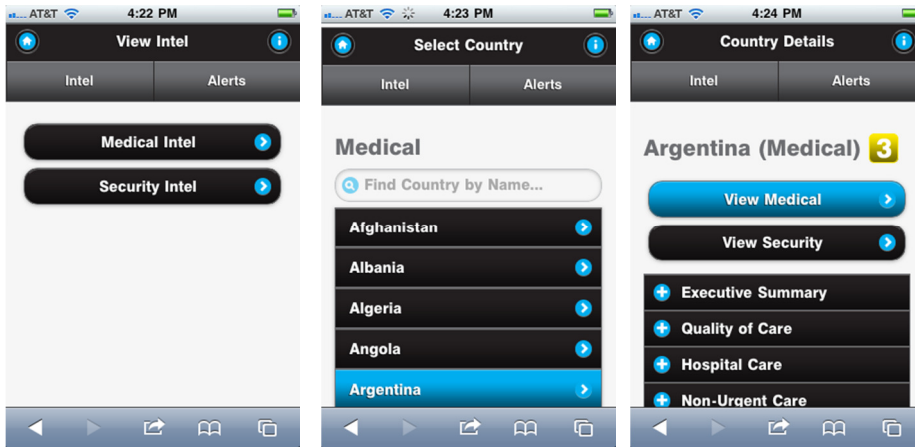 AT&T 4:22 PM
View Intel
Intel Alerts
Medical Intel
Security Intel
AT&T 4:23 PM
Select Country
Intel Alerts
Medical
Find Country by Name...
Afghanistan
Albania
Algeria
Angola
Argentina
AT&T 4:24 PM
Country Details
Intel Alerts
Argentina (Medical) 3
View Medical
View Security
Executive Summary
Quality of Care
Hospital Care
Non-Urgent Care